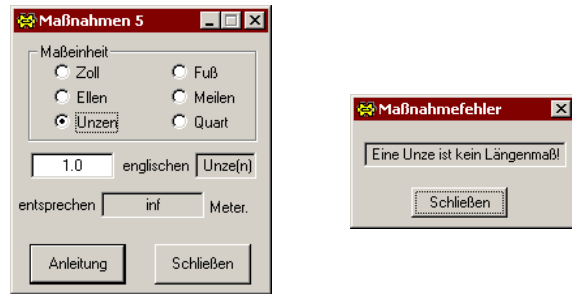 Maßnahmen 5
Maßeinheit
Zoll Fuß
Ellen Meilen
Unzen Quart
1.0 englischen Unze(n)
entsprechen inf Meter.
Anleitung Schließen
Maßnahmefehler
Eine Unze ist kein Längenmaß!
Schließen